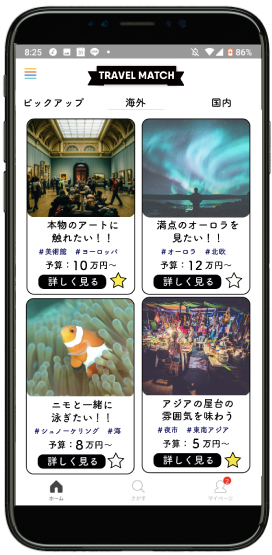 8:25
86%
TRAVEL MATCH
ピックアップ 海外 国内
本物のアートに
触れたい！！
#美術館 #ヨーロッパ
予算：10万円〜
詳しく見る
満点のオーロラを
見たい！！
#オーロラ #北欧
予算：12万円〜
詳しく見る
ニモと一緒に
泳ぎたい！！
#シュノーケリング #海
予算：8万円〜
詳しく見る
アジアの屋台の
雰囲気を味わう
#夜市 #東南アジア
予算：5万円〜
詳しく見る
ホーム さがす マイページ